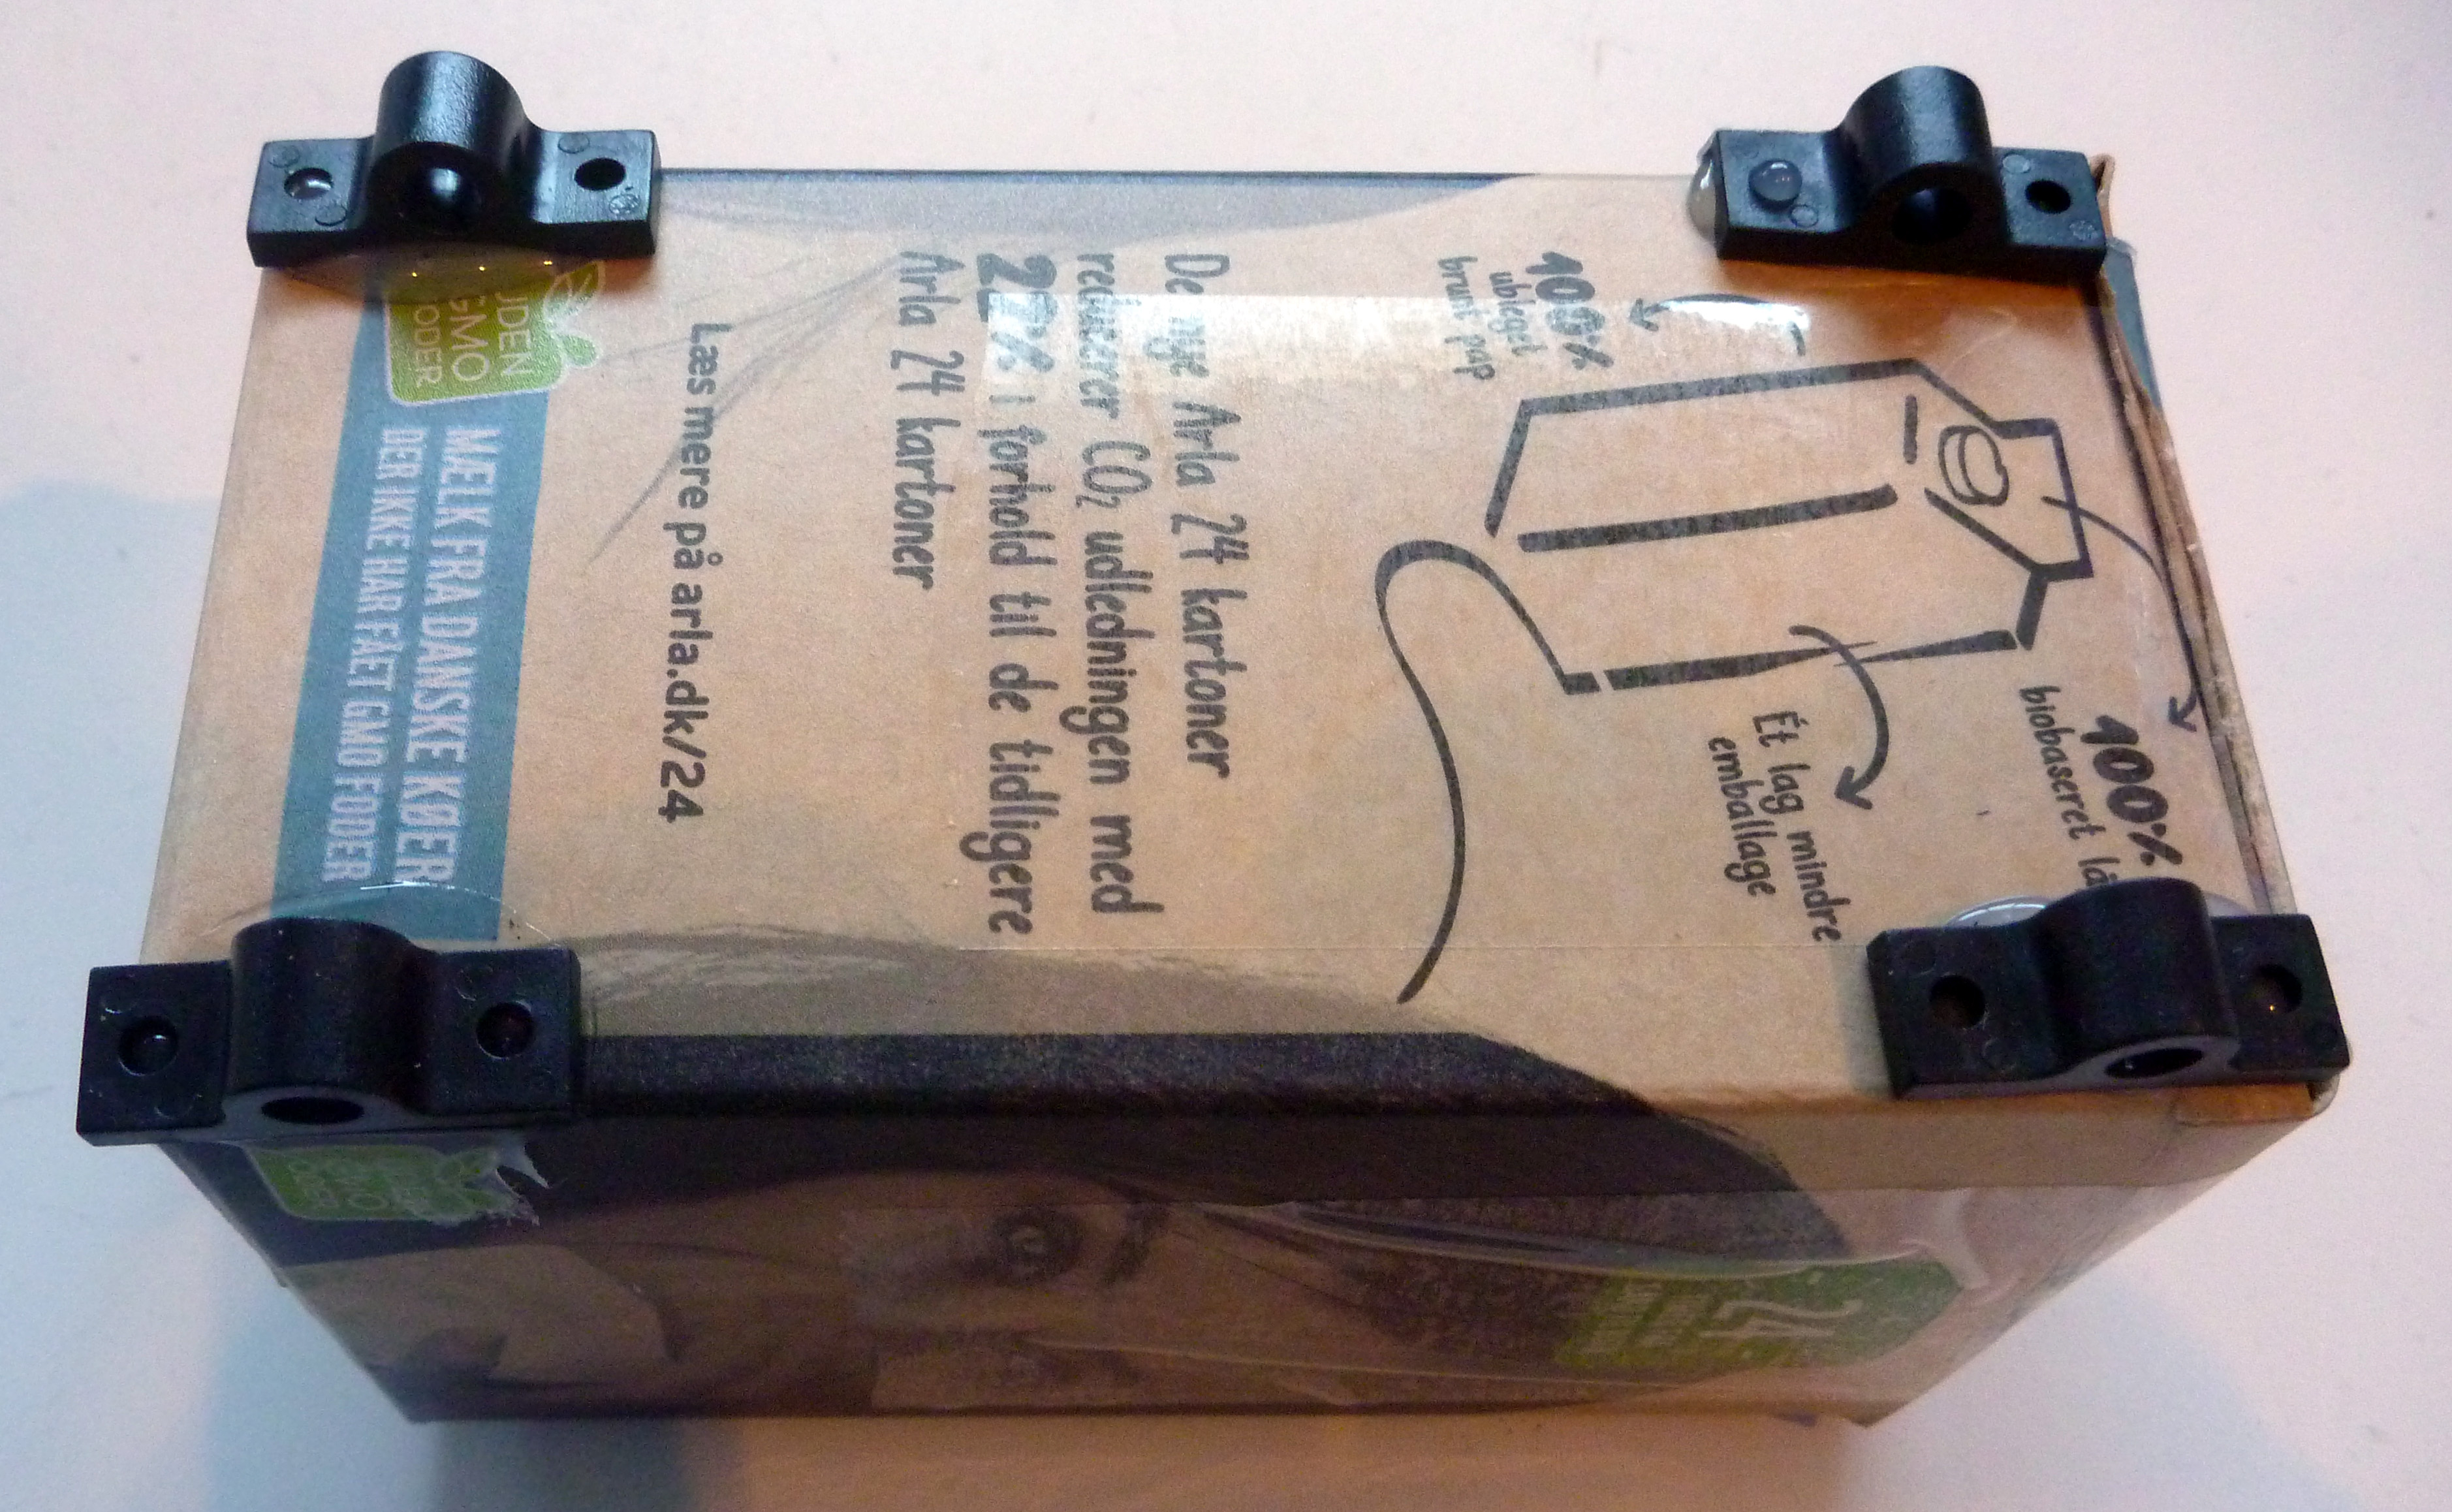 100%
ubleget
brunt pap
100%
biobaseret
Ét lag mindre
emballage
De nye Arla 24 kartoner
reducerer CO₂ udledningen med
i forhold til de tidligere
Arla 24 kartoner
Læs mere på arla.dk/24
UDEN
GMO
FODER
MÆLK FRA DANSKE KØER
DER IKKE HAR FÅET GMO FODER
24